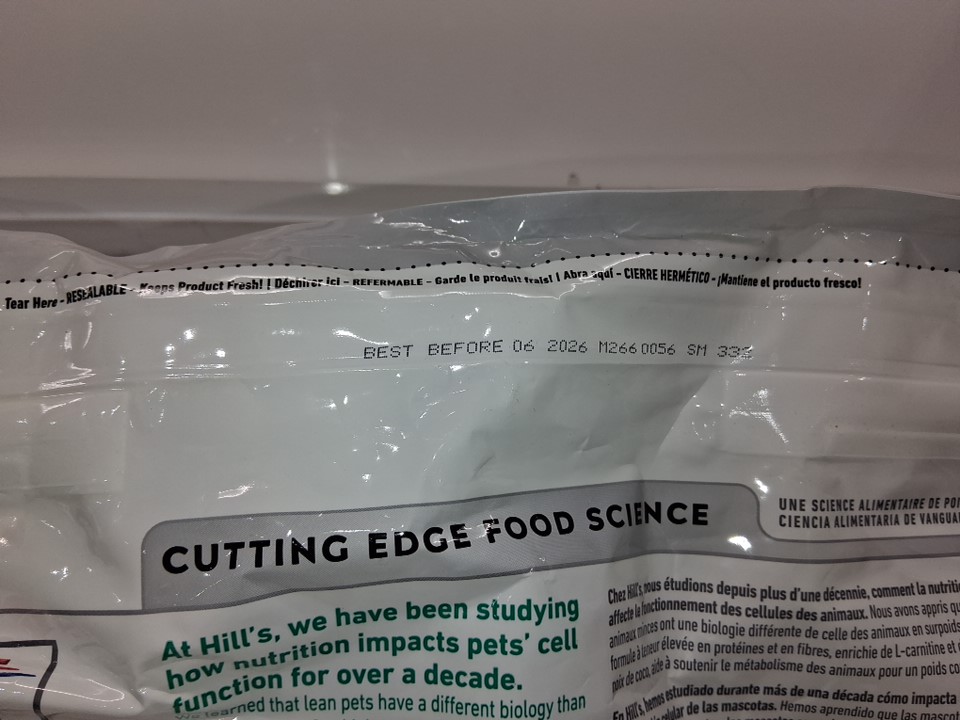 Tear Here - RESEALABLE - Keeps Product Fresh! | Déchirer ici - REFERMABLE - Garde le produit frais! | Abra aquí - CIERRE HERMÉTICO - ¡Mantiene el producto fresco!
BEST BEFORE 06 2026 M266 0056 SM 332
CUTTING EDGE FOOD SCIENCE
UNE SCIENCE ALIMENTAIRE DE POI
CIENCIA ALIMENTARIA DE VANGUA
At Hill's, we have been studying
how nutrition impacts pets' cell
function for over a decade.
We learned that lean pets have a different biology than
Chez Hill's, nous étudions depuis plus d'une décennie, comment la nutriti
affecte le fonctionnement des cellules des animaux. Nous avons appris qu
animaux minces ont une biologie différente de celle des animaux en surpoids
formule à teneur élevée en protéines et en fibres, enrichie de L-carnitine et
noix de coco, aide à soutenir le métabolisme des animaux pour un poids co
En Hill's, hemos estudiado durante más de una década cómo impacta
celular de las mascotas. Hemos aprendido que las mascot